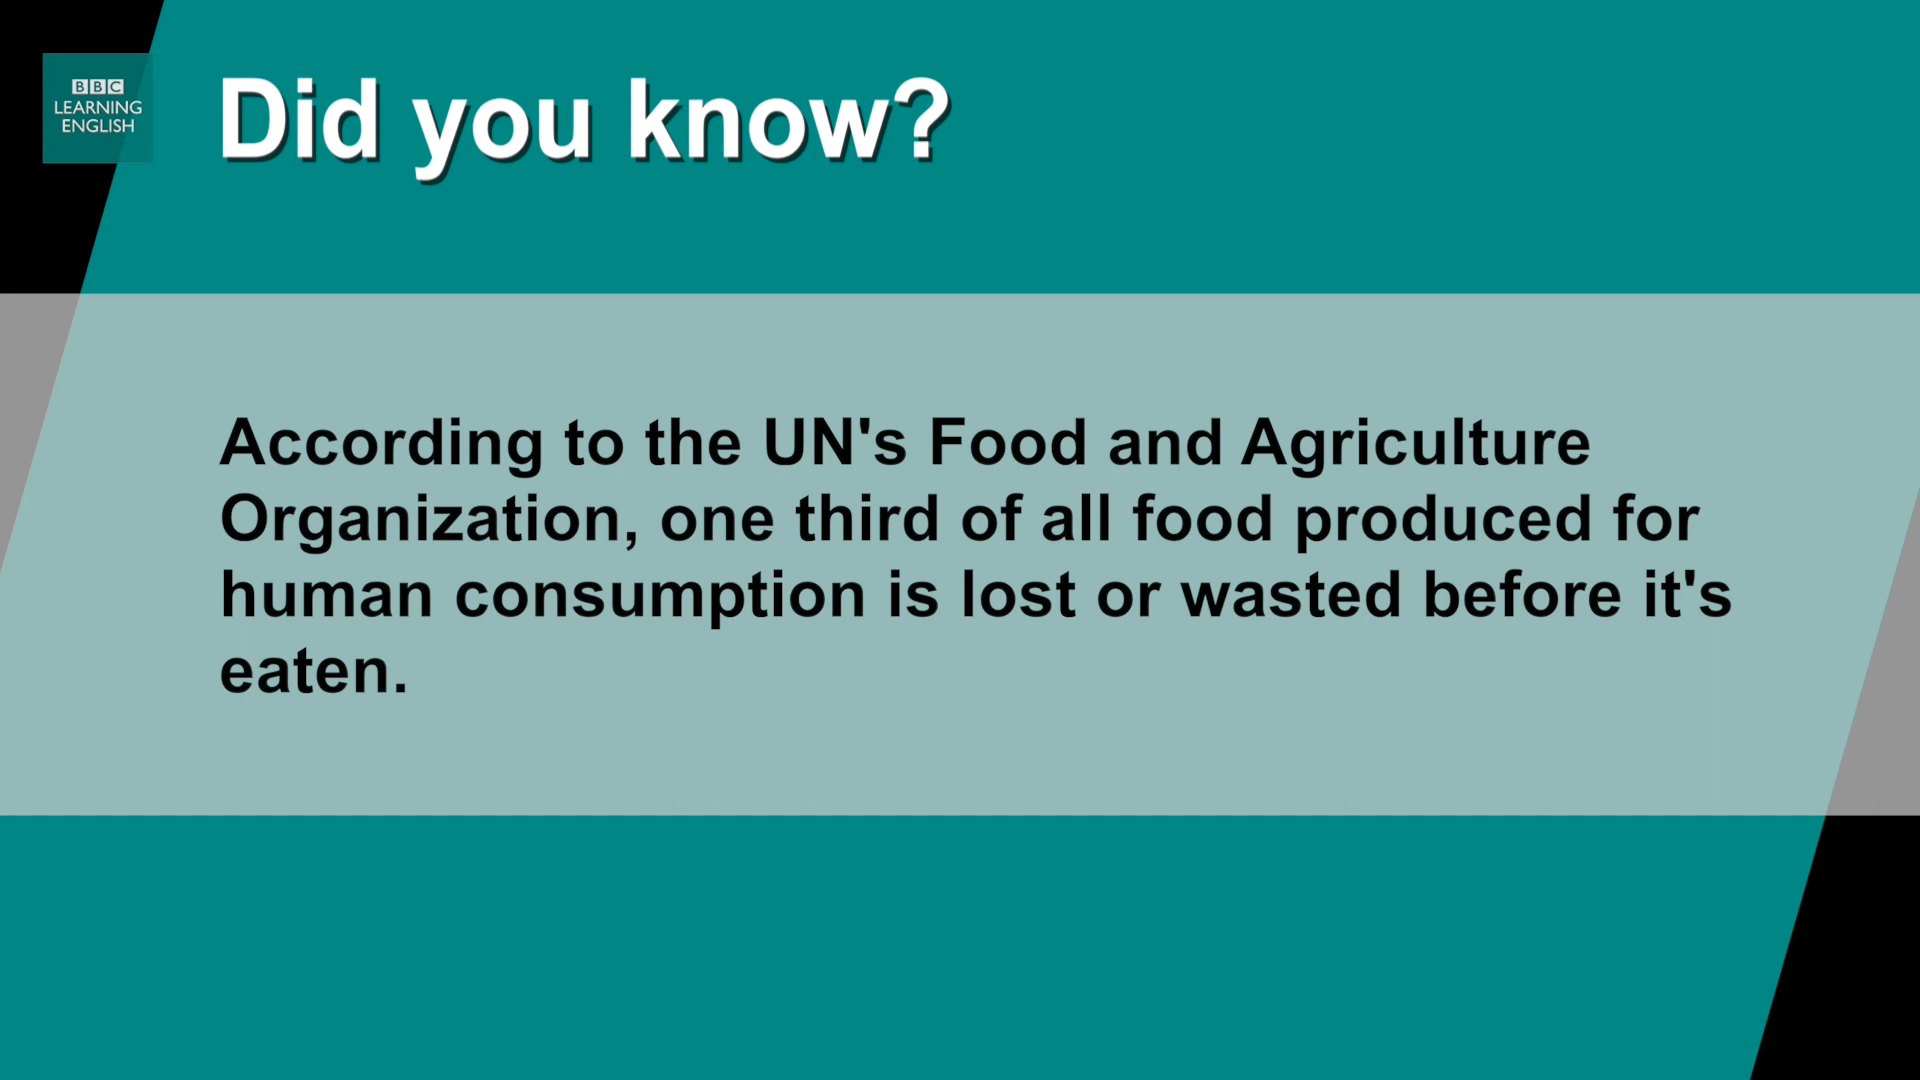 BBC
LEARNING
ENGLISH
Did you know?
According to the UN's Food and Agriculture
Organization, one third of all food produced for
human consumption is lost or wasted before it's
eaten.